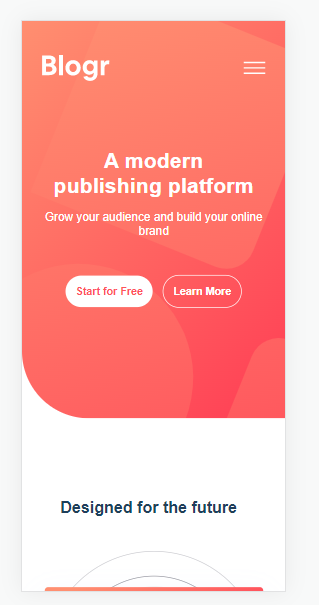 Blogr
A modern
publishing platform
Grow your audience and build your online
brand
Start for Free
Learn More
Designed for the future